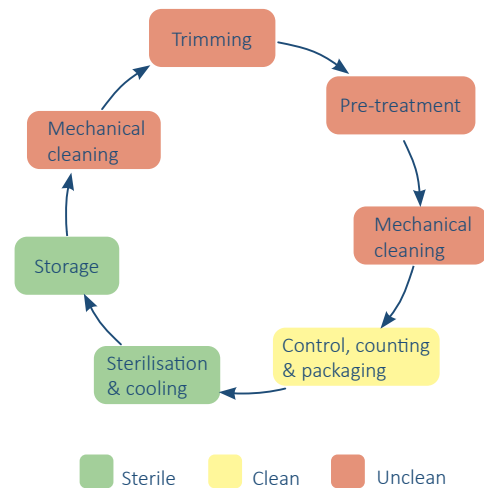 Trimming
Pre-treatment
Mechanical
cleaning
Mechanical
cleaning
Storage
Control, counting
& packaging
Sterilisation
& cooling
Sterile
Clean
Unclean